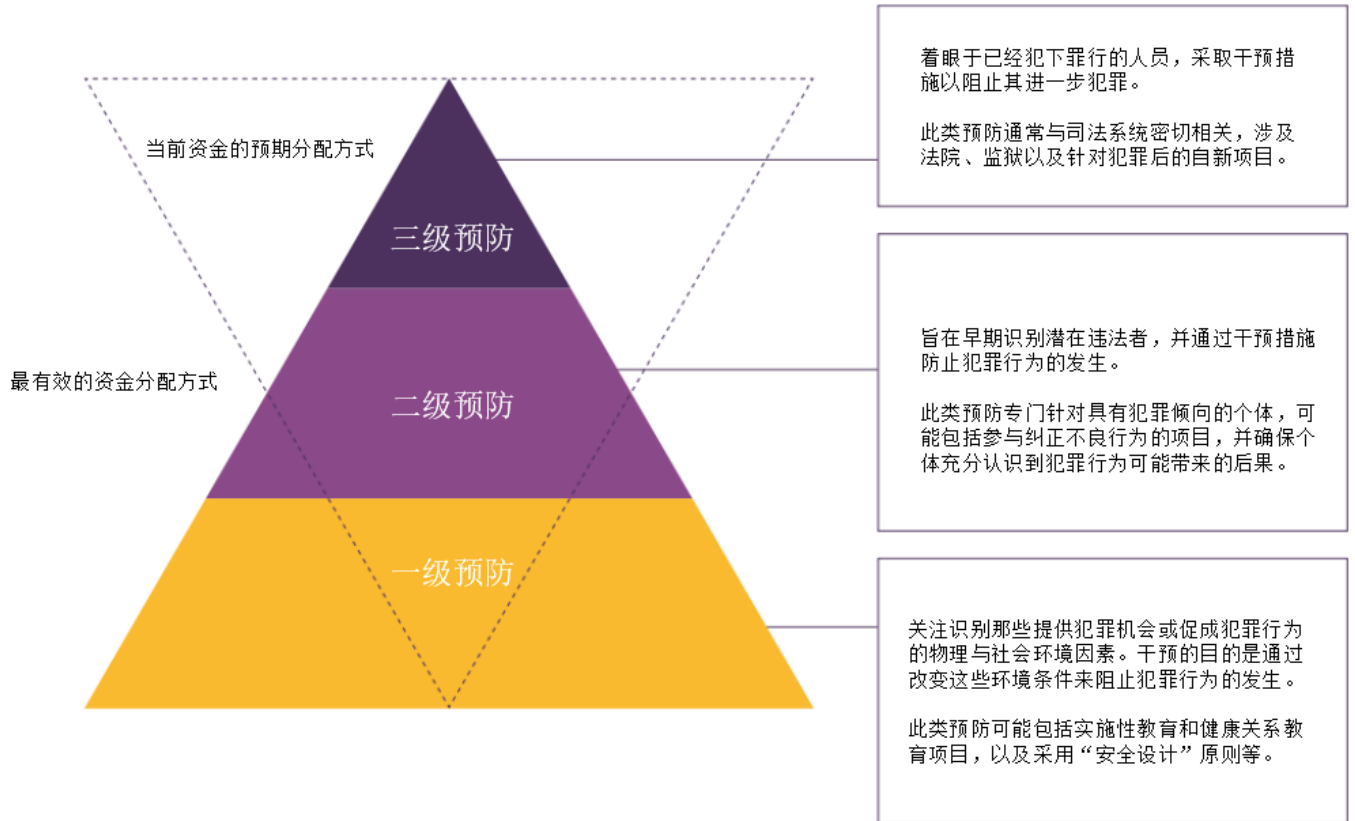 着眼于已经犯下罪行的人员，采取干预措
施以阻止其进一步犯罪。
此类预防通常与司法系统密切相关，涉及
法院、监狱以及针对犯罪后的自新项目。
当前资金的预期分配方式
三级预防
旨在早期识别潜在违法者，并通过干预措施
防止犯罪行为的发生。
此类预防专门针对具有犯罪倾向的个体，可
能包括参与纠正不良行为的项目，并确保个
体充分认识到犯罪行为可能带来的后果。
最有效的资金分配方式
二级预防
一级预防
关注识别那些提供犯罪机会或促成犯罪行为
的物理与社会环境因素。干预的目的是通过
改变这些环境条件来阻止犯罪行为的发生。
此类预防可能包括实施性教育和健康关系教
育项目，以及采用“安全设计”原则等。